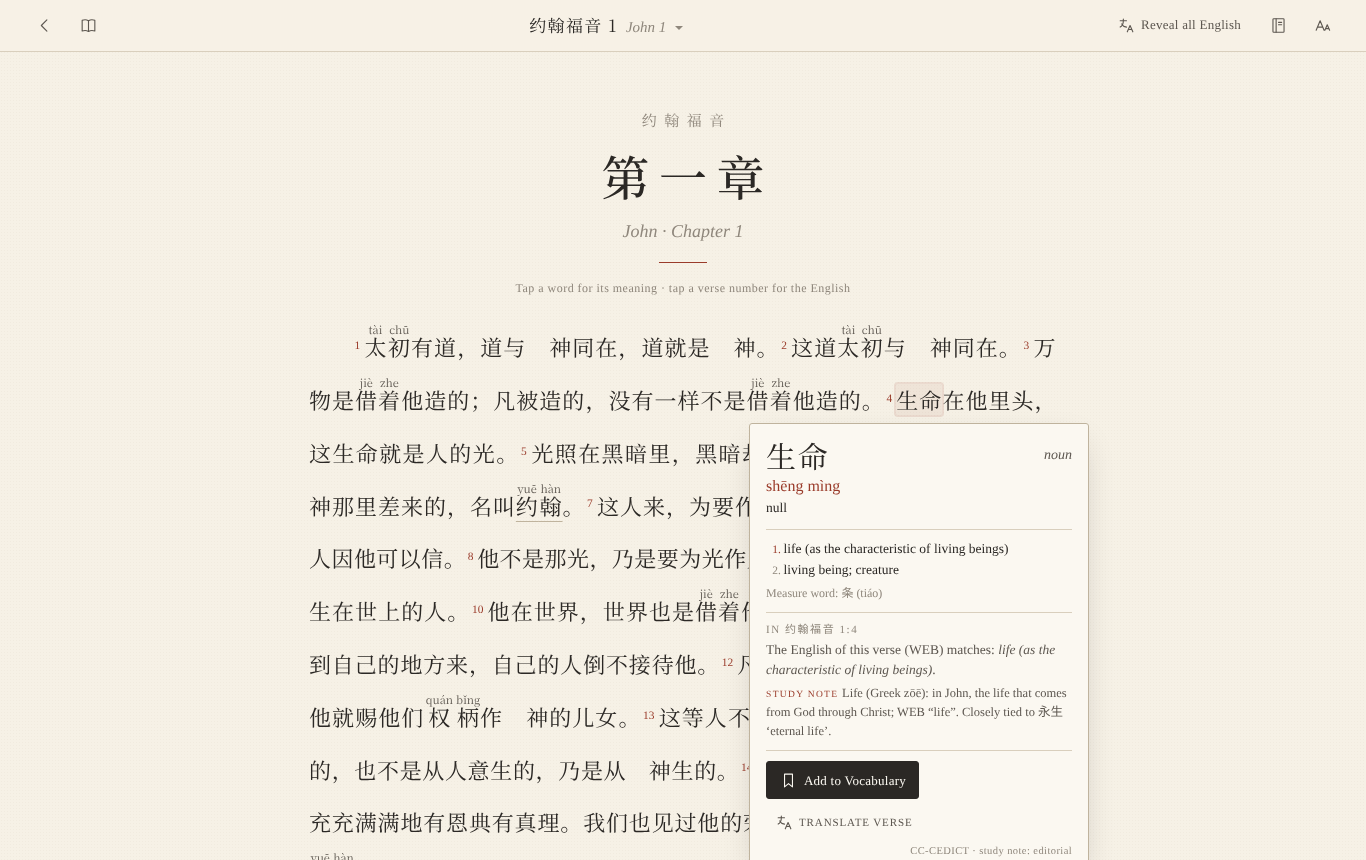 约翰福音 1 John 1
Reveal all English
约翰福音
第一章
John · Chapter 1
Tap a word for its meaning · tap a verse number for the English
tài chū tài chū
1 太初有道，道与　神同在，道就是　神。 2 这道太初与　神同在。 3 万
jiè zhe jiè zhe
物是借着他造的；凡被造的，没有一样不是借着他造的。 4 生命在他里头，
这生命就是人的光。 5 光照在黑暗里，黑暗
yuē hàn
神那里差来的，名叫约翰。 7 这人来，为要作
人因他可以信。 8 他不是那光，乃是要为光作
jiè zhe
生在世上的人。 10 他在世界，世界也是借着
到自己的地方来，自己的人倒不接待他。 12
quán bǐng
他就赐他们权柄作　神的儿女。 13 这等人不
的，也不是从人意生的，乃是从　神生的。 14
充充满满地有恩典有真理。我们也见过他的
yuē hàn
生命 noun
shēng mìng
null
1. life (as the characteristic of living beings)
2. living being; creature
Measure word: 条 (tiáo)
IN 约翰福音 1:4
The English of this verse (WEB) matches: life (as the
characteristic of living beings).
STUDY NOTE Life (Greek zōē): in John, the life that comes
from God through Christ; WEB “life”. Closely tied to 永生
‘eternal life’.
Add to Vocabulary
TRANSLATE VERSE
CC-CEDICT · study note: editorial